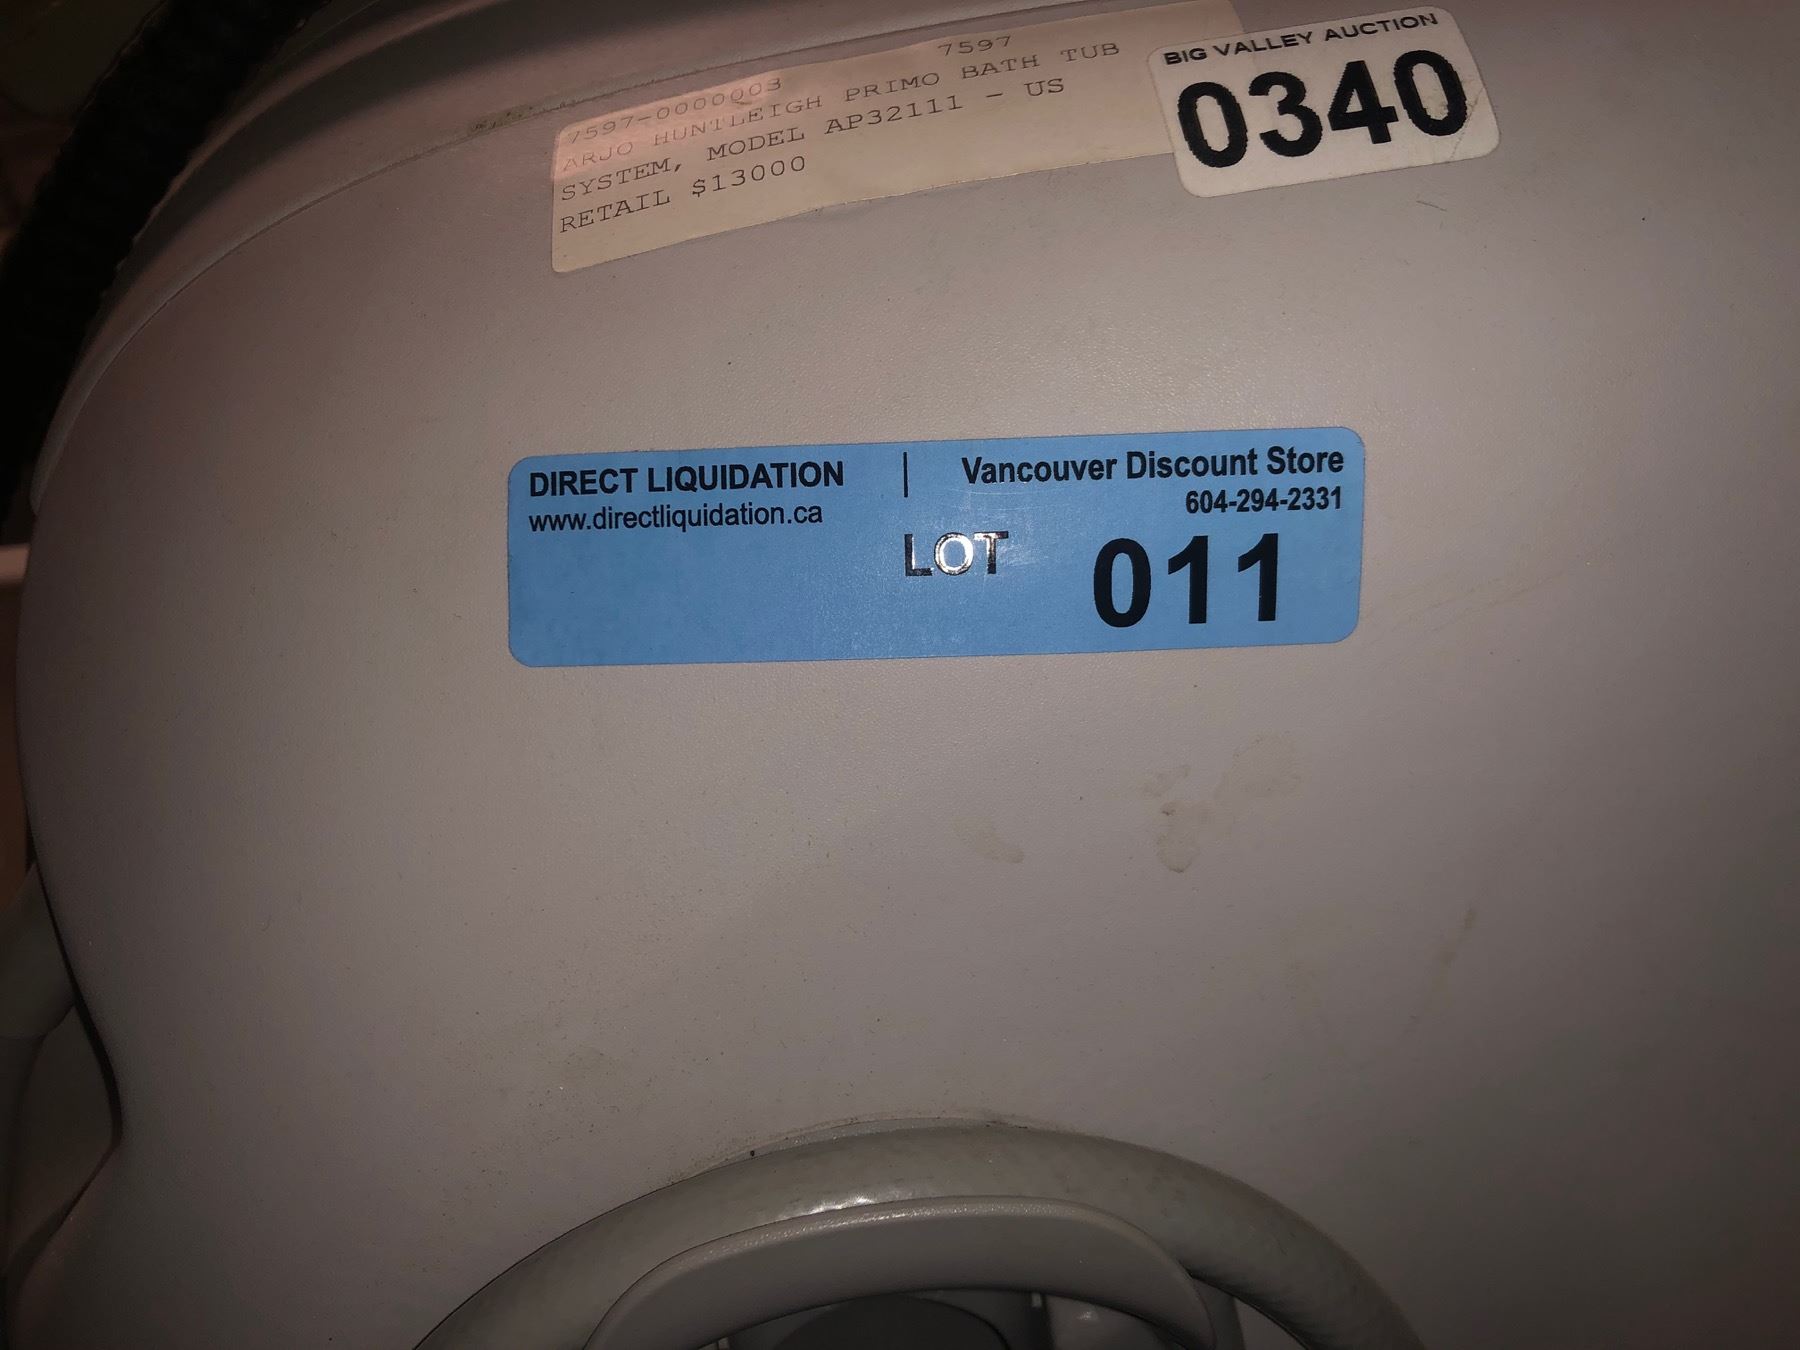 7597-0000003 7597
ARJO HUNTLEIGH PRIMO BATH TUB
SYSTEM, MODEL AP32111 - US
RETAIL $13000
BIG VALLEY AUCTION
0340
DIRECT LIQUIDATION | Vancouver Discount Store
www.directliquidation.ca 604-294-2331
LOT 011